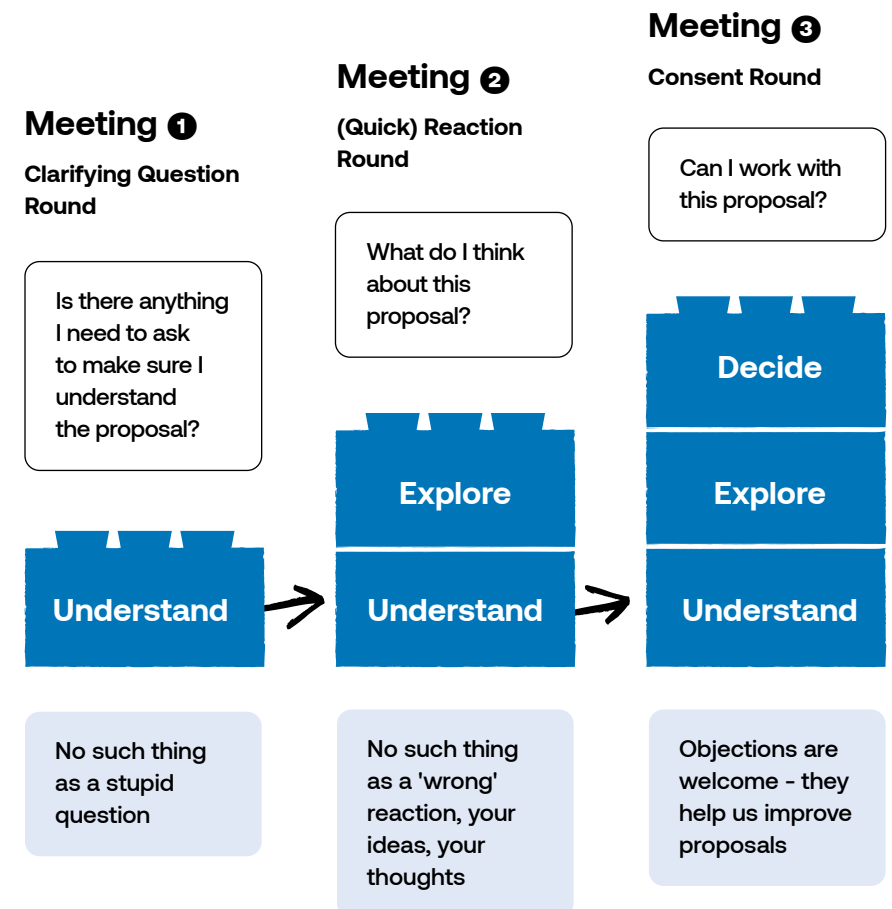 Meeting 1
Clarifying Question
Round
Is there anything
I need to ask
to make sure I
understand
the proposal?
Understand
No such thing
as a stupid
question
Meeting 2
(Quick) Reaction
Round
What do I think
about this
proposal?
Explore
Understand
No such thing
as a 'wrong'
reaction, your
ideas, your
thoughts
Meeting 3
Consent Round
Can I work with
this proposal?
Decide
Explore
Understand
Objections are
welcome - they
help us improve
proposals